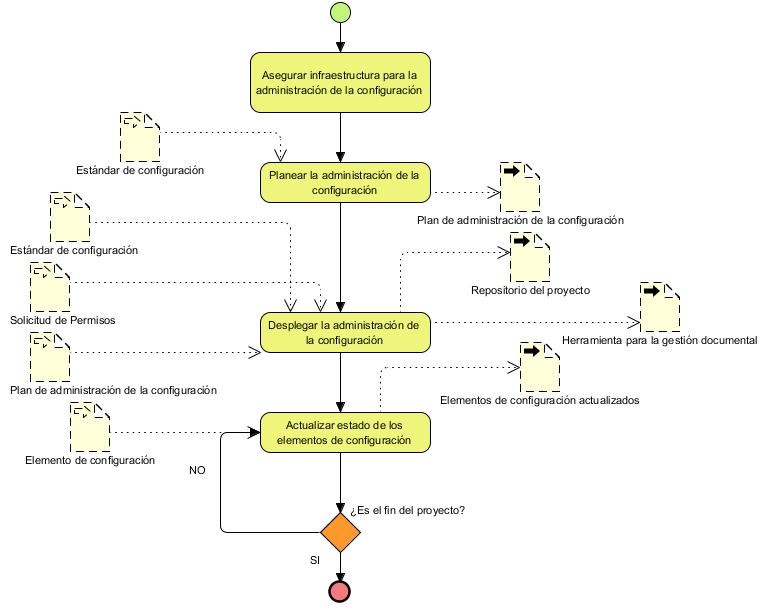 Asegurar infraestructura para la
administración de la configuración
Estándar de configuración
Planear la administración de la
configuración
Plan de administración de la configuración
Estándar de configuración
Repositorio del proyecto
Solicitud de Permisos
Desplegar la administración de
la configuración
Herramienta para la gestión documental
Plan de administración de la configuración
Elementos de configuración actualizados
Actualizar estado de los
elementos de configuración
Elemento de configuración
NO
¿Es el fin del proyecto?
SI